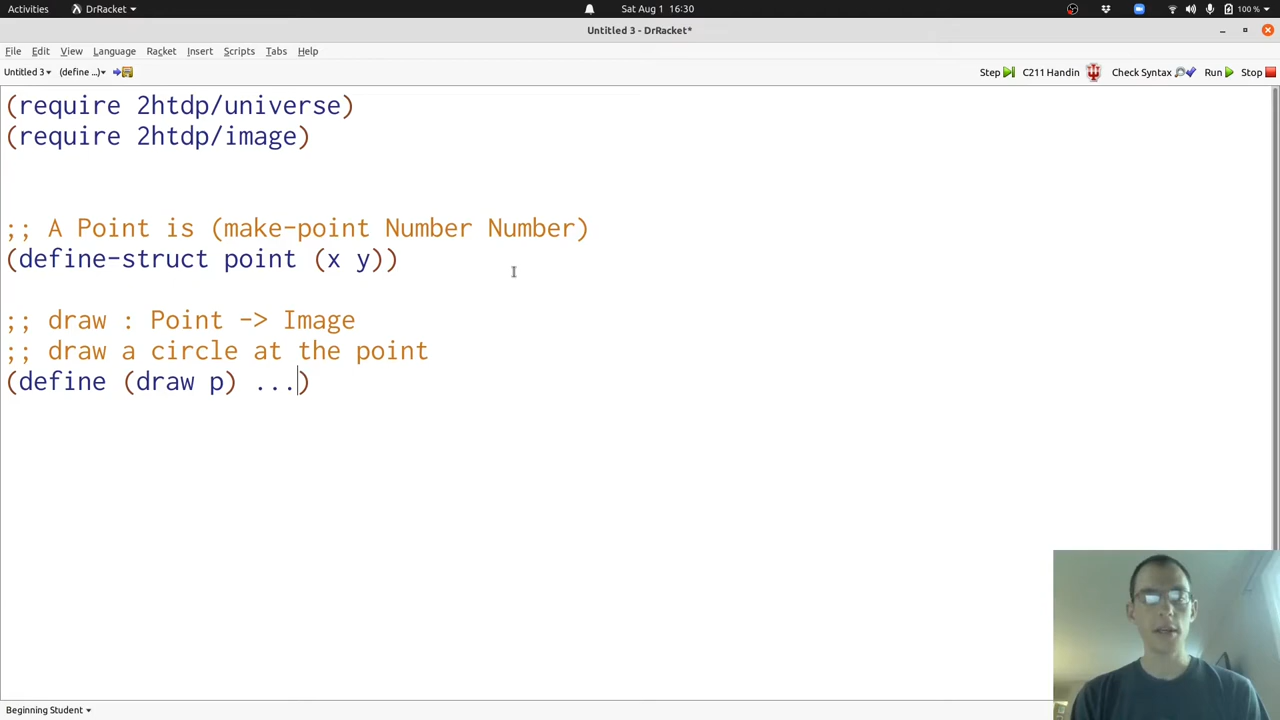 Activities DrRacket Sat Aug 1 16:30 100 %
Untitled 3 - DrRacket*
File Edit View Language Racket Insert Scripts Tabs Help
Untitled 3 (define ...) Step C211 Handin Check Syntax Run Stop
(require 2htdp/universe)
(require 2htdp/image)
;; A Point is (make-point Number Number)
(define-struct point (x y))
;; draw : Point -> Image
;; draw a circle at the point
(define (draw p) ...)
Beginning Student